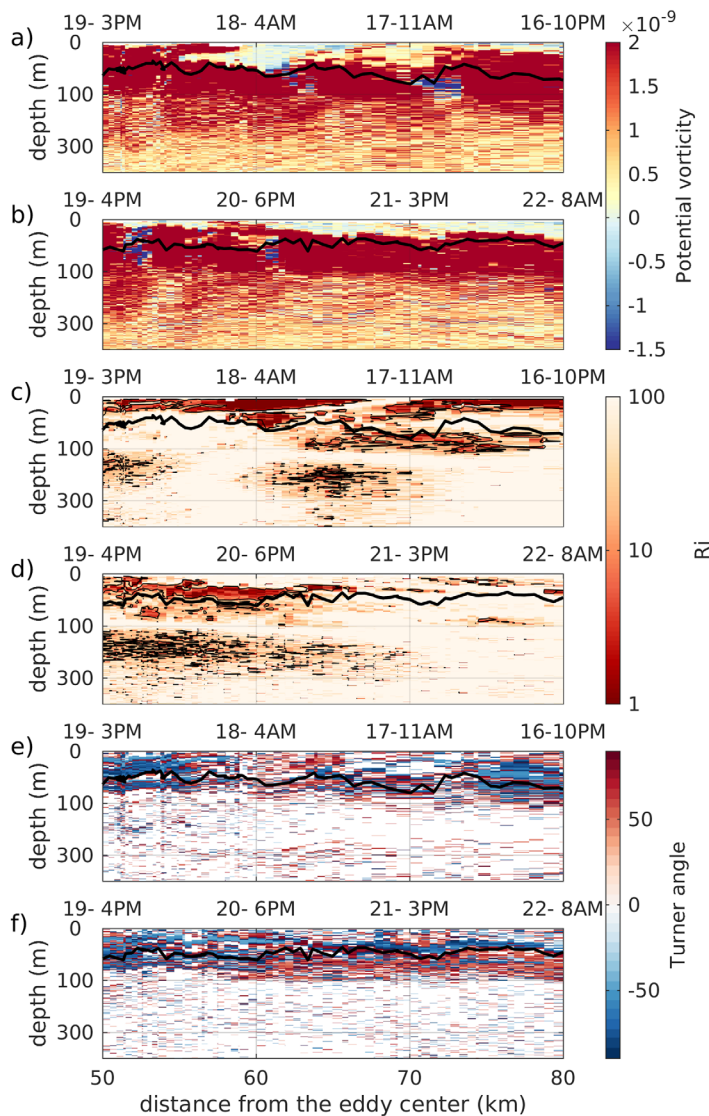 19- 3PM 18- 4AM 17-11AM 16-10PM ×10⁻⁹
a) 0 100 300 depth (m) 2 1.5 1 0.5 0 -0.5 -1 -1.5 Potential vorticity
19- 4PM 20- 6PM 21- 3PM 22- 8AM
b) 0 100 300 depth (m)
19- 3PM 18- 4AM 17-11AM 16-10PM
c) 0 100 300 depth (m) 100 10 1 Ri
19- 4PM 20- 6PM 21- 3PM 22- 8AM
d) 0 100 300 depth (m)
19- 3PM 18- 4AM 17-11AM 16-10PM
e) 0 100 300 depth (m) 50 0 -50 Turner angle
19- 4PM 20- 6PM 21- 3PM 22- 8AM
f) 0 100 300 depth (m)
50 60 70 80
distance from the eddy center (km)